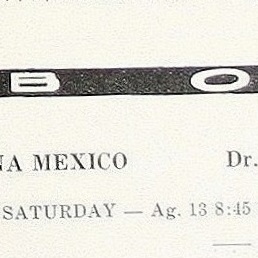 B O
NA MEXICO Dr.
SATURDAY — Ag. 13 8:45